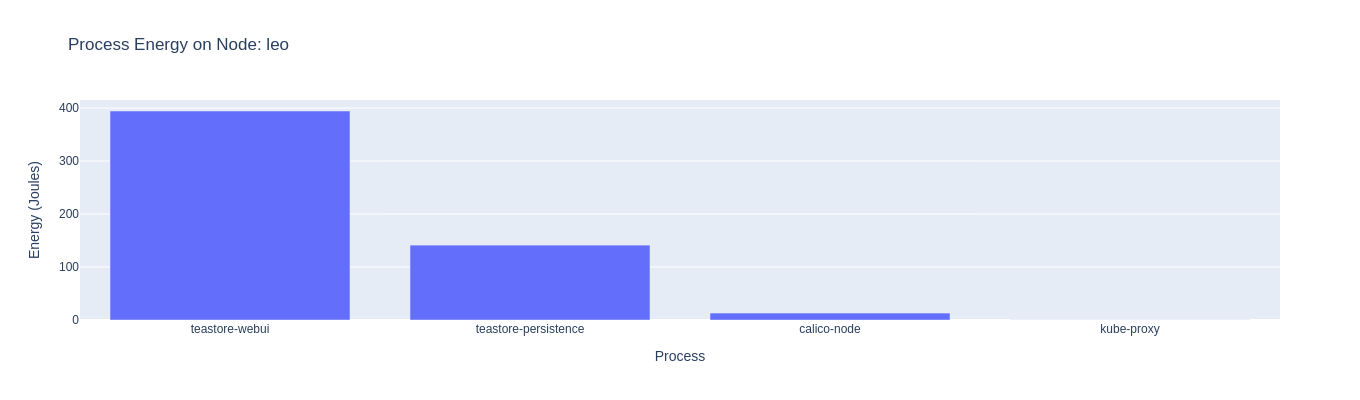 Process Energy on Node: leo
Energy (Joules)
400
300
200
100
0
teastore-webui
teastore-persistence
calico-node
kube-proxy
Process